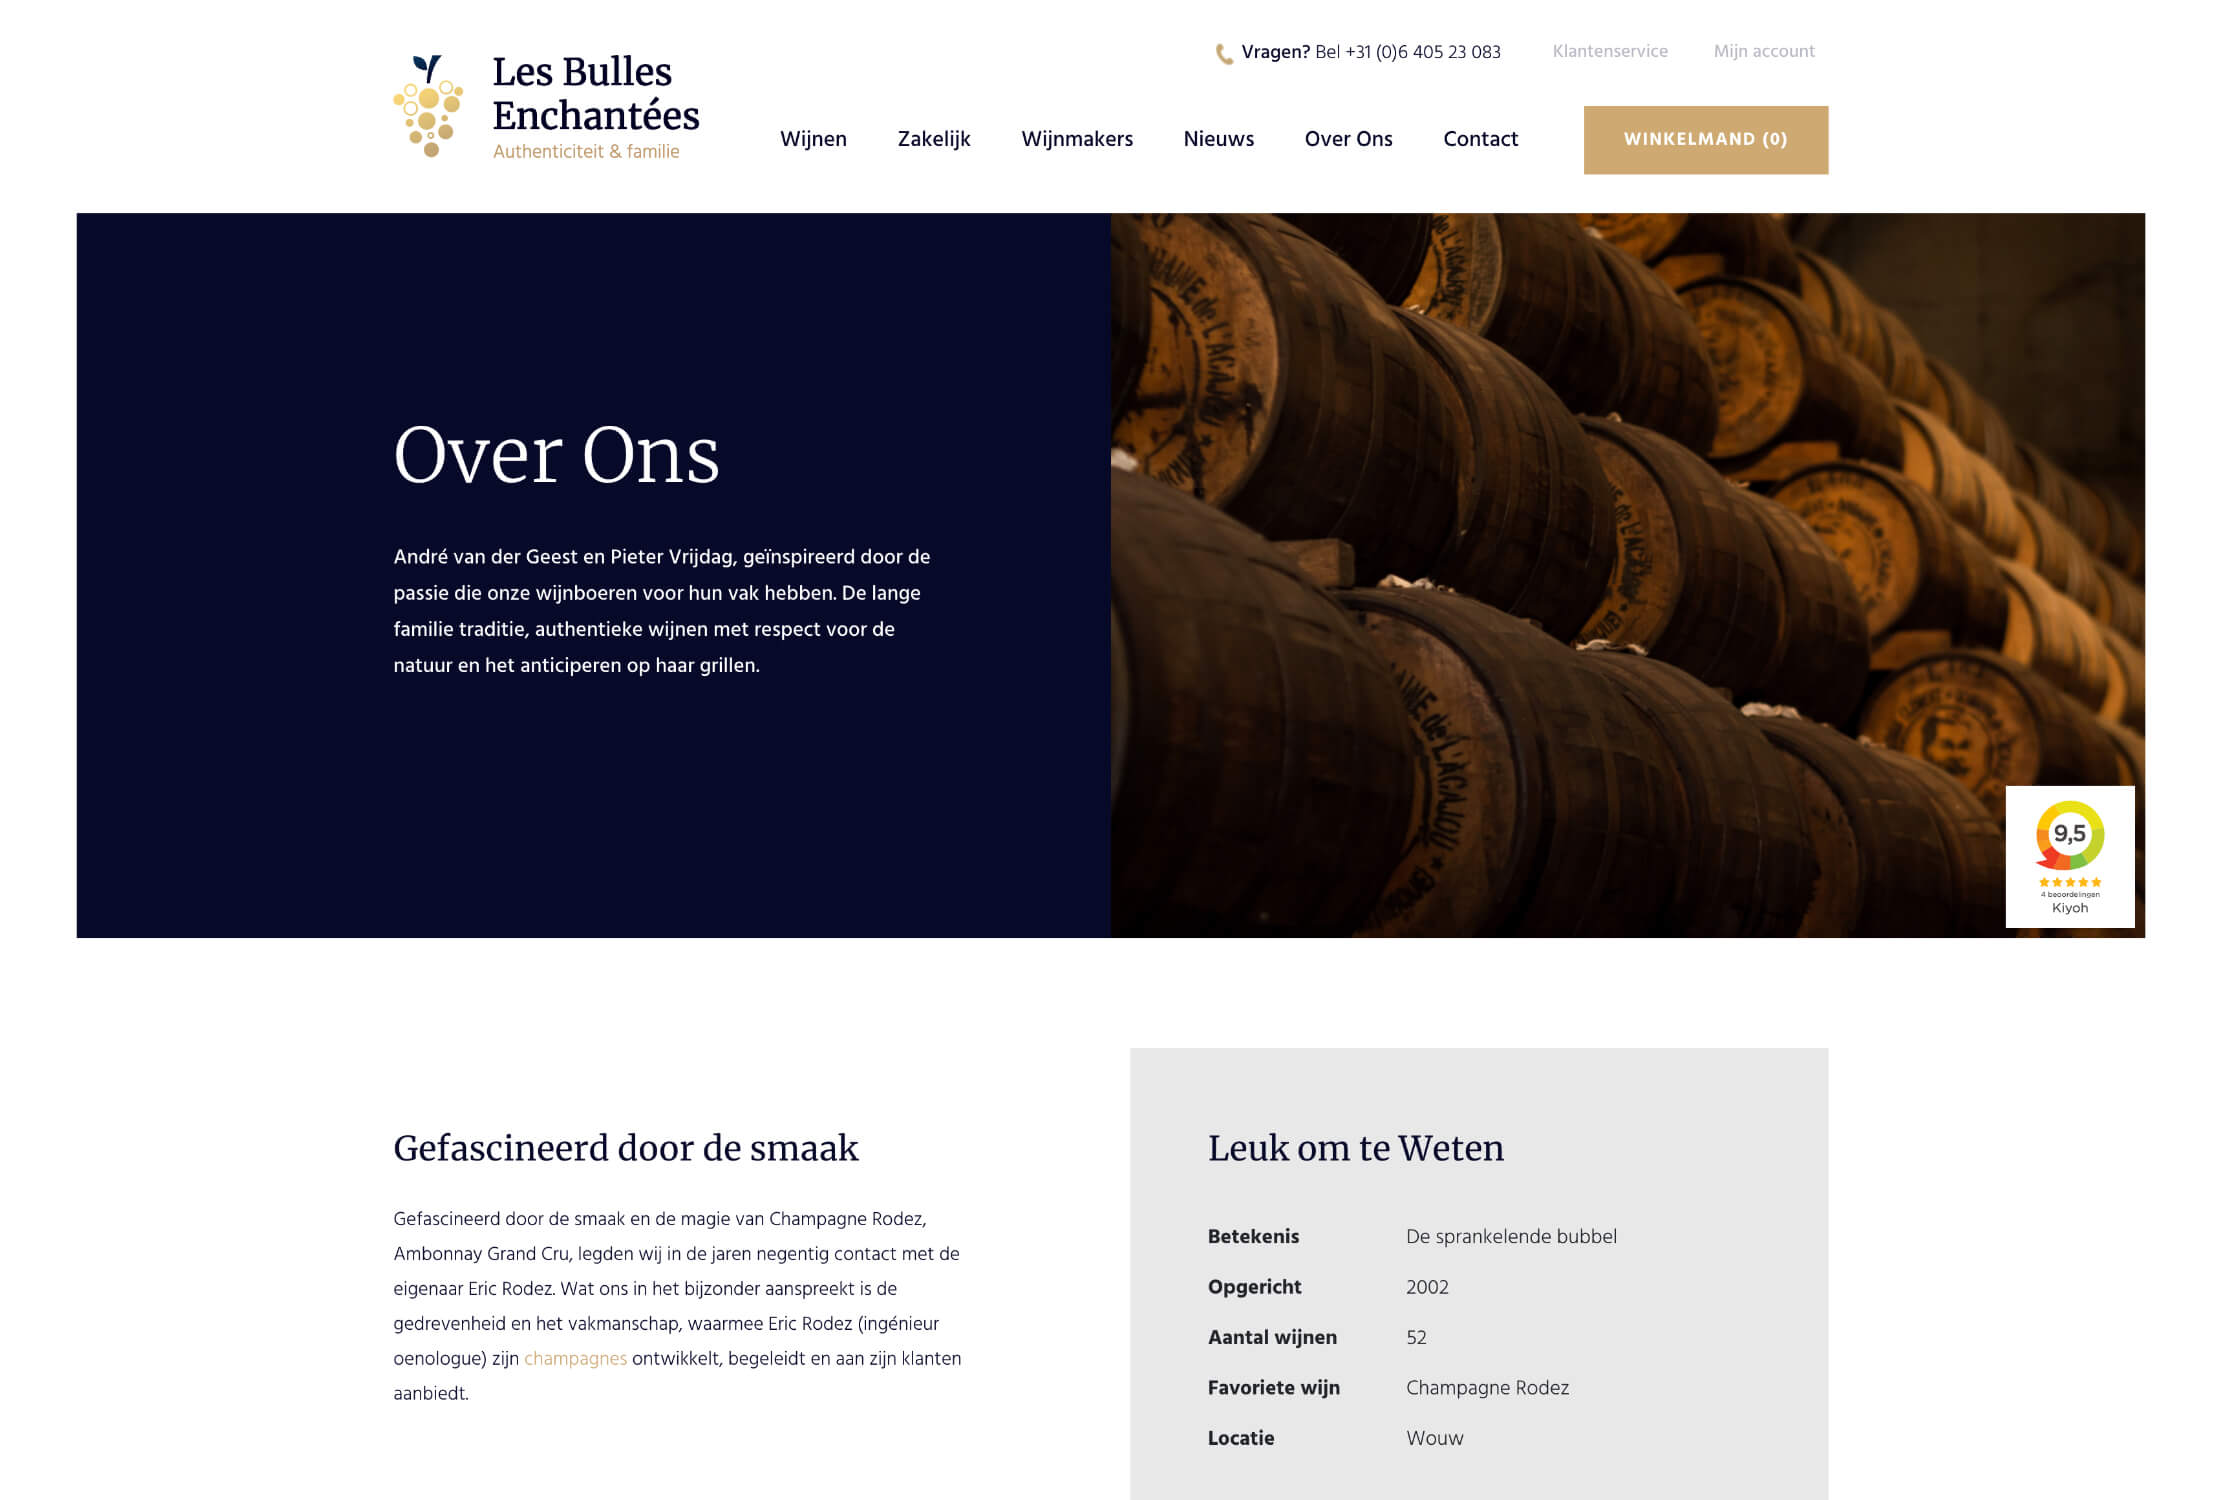 Vragen? Bel +31 (0)6 405 23 083
Klantenservice
Mijn account
Les Bulles
Enchantées
Authenticiteit & familie
Wijnen
Zakelijk
Wijnmakers
Nieuws
Over Ons
Contact
WINKELMAND (0)
Over Ons
André van der Geest en Pieter Vrijdag, geïnspireerd door de
passie die onze wijnboeren voor hun vak hebben. De lange
familie traditie, authentieke wijnen met respect voor de
natuur en het anticiperen op haar grillen.
de L'ACAJOU
9,5
4 beoordelingen
Kiyoh
Gefascineerd door de smaak
Gefascineerd door de smaak en de magie van Champagne Rodez,
Ambonnay Grand Cru, legden wij in de jaren negentig contact met de
eigenaar Eric Rodez. Wat ons in het bijzonder aanspreekt is de
gedrevenheid en het vakmanschap, waarmee Eric Rodez (ingénieur
oenologue) zijn champagnes ontwikkelt, begeleidt en aan zijn klanten
aanbiedt.
Leuk om te Weten
Betekenis De sprankelende bubbel
Opgericht 2002
Aantal wijnen 52
Favoriete wijn Champagne Rodez
Locatie Wouw